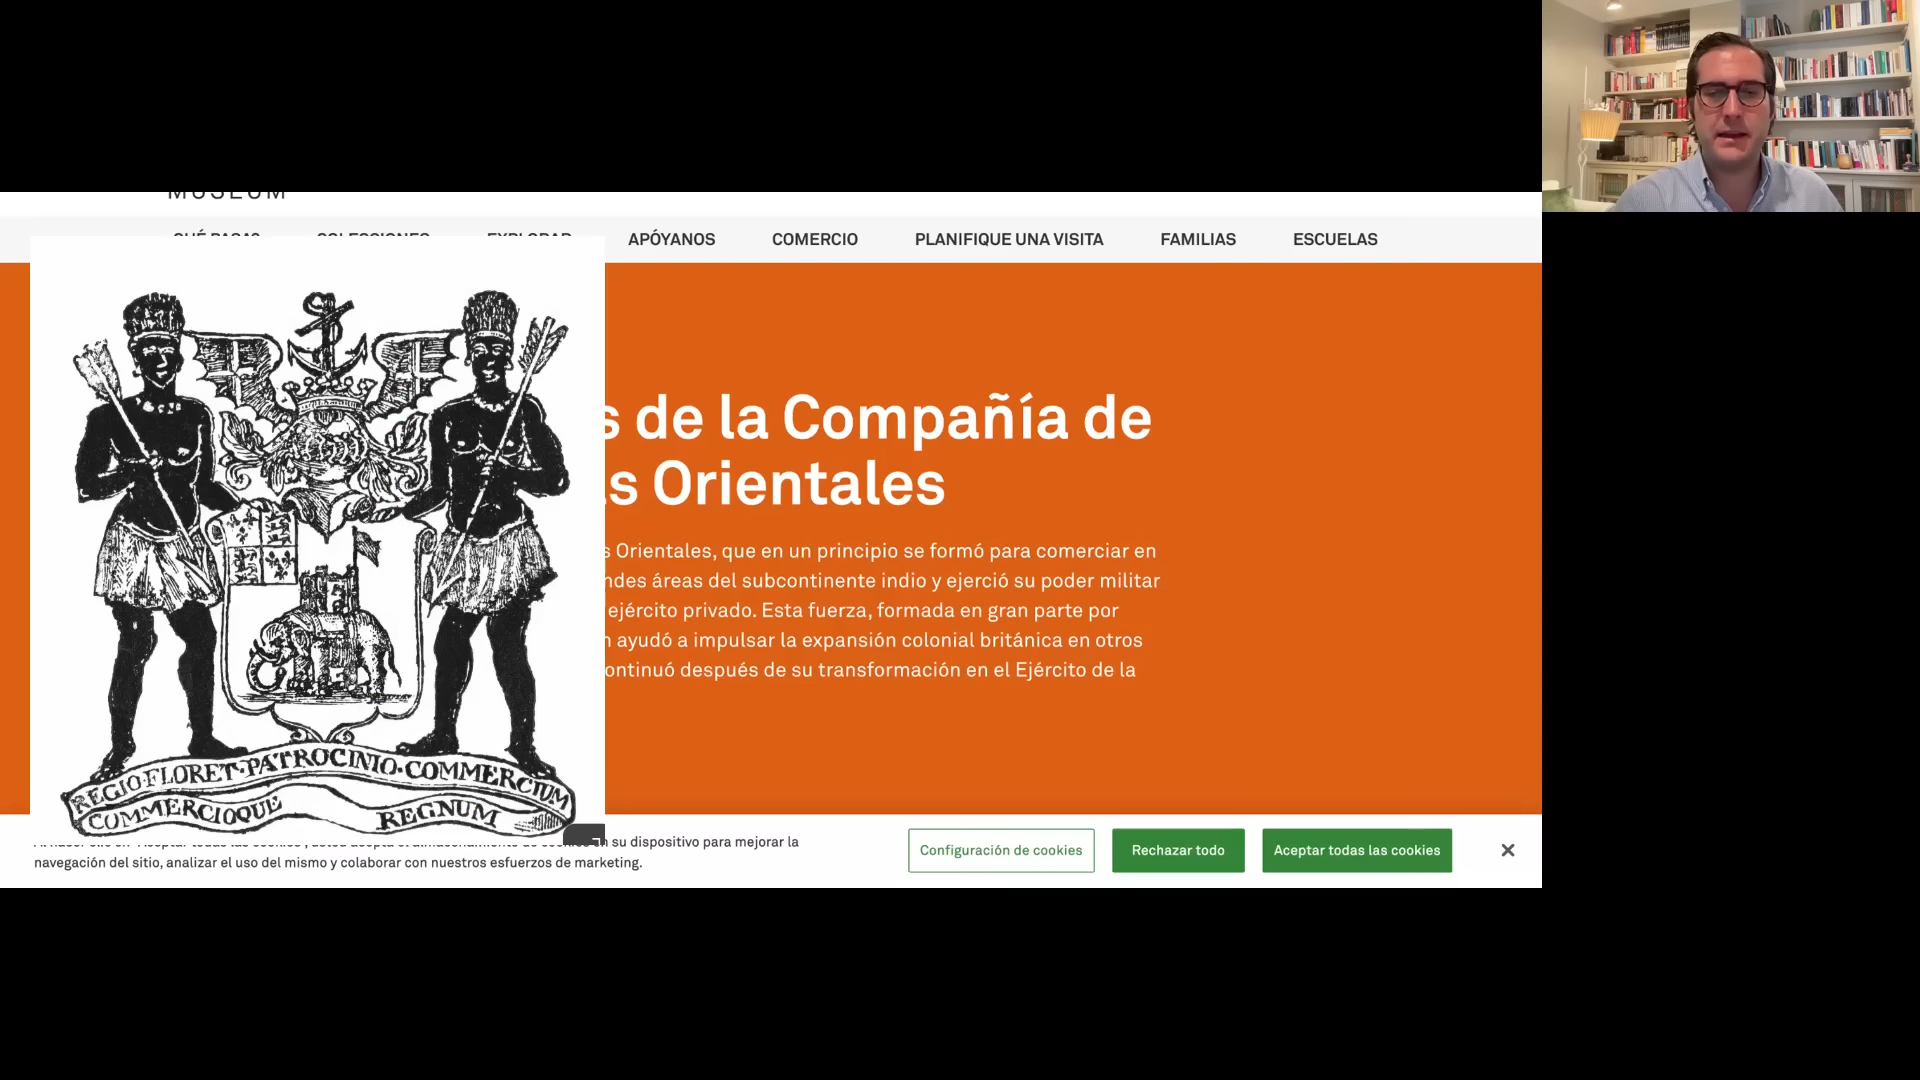 MUSEUM
QUÉ PASA? COLECCIONES EXPLORAR APÓYANOS COMERCIO PLANIFIQUE UNA VISITA FAMILIAS ESCUELAS
s de la Compañía de
s Orientales
s Orientales, que en un principio se formó para comerciar en
ndes áreas del subcontinente indio y ejerció su poder militar
ejército privado. Esta fuerza, formada en gran parte por
n ayudó a impulsar la expansión colonial británica en otros
ontinuó después de su transformación en el Ejército de la
REGIO·FLORET·PATROCINIO·COMMERCIUM
COMMERCIOQUE REGNUM
su dispositivo para mejorar la
navegación del sitio, analizar el uso del mismo y colaborar con nuestros esfuerzos de marketing.
Configuración de cookies
Rechazar todo
Aceptar todas las cookies